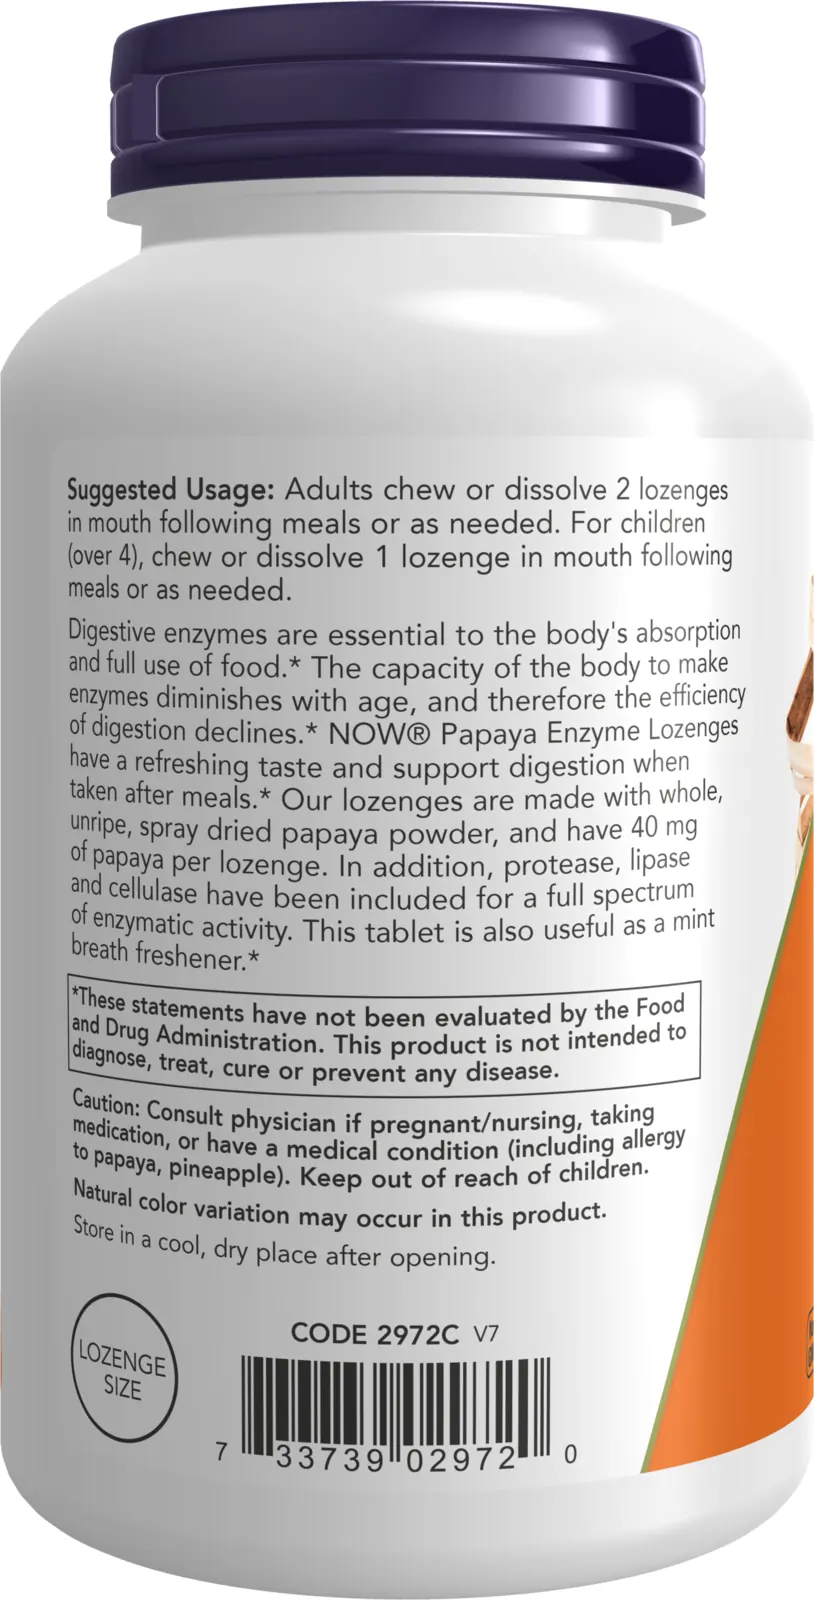 Suggested Usage: Adults chew or dissolve 2 lozenges
in mouth following meals or as needed. For children
(over 4), chew or dissolve 1 lozenge in mouth following
meals or as needed.
Digestive enzymes are essential to the body's absorption
and full use of food.* The capacity of the body to make
enzymes diminishes with age, and therefore the efficiency
of digestion declines.* NOW® Papaya Enzyme Lozenges
have a refreshing taste and support digestion when
taken after meals.* Our lozenges are made with whole,
unripe, spray dried papaya powder, and have 40 mg
of papaya per lozenge. In addition, protease, lipase
and cellulase have been included for a full spectrum
of enzymatic activity. This tablet is also useful as a mint
breath freshener.*
*These statements have not been evaluated by the Food
and Drug Administration. This product is not intended to
diagnose, treat, cure or prevent any disease.
Caution: Consult physician if pregnant/nursing, taking
medication, or have a medical condition (including allergy
to papaya, pineapple). Keep out of reach of children.
Natural color variation may occur in this product.
Store in a cool, dry place after opening.
LOZENGE
SIZE
CODE 2972C V7
7 33739 02972 0